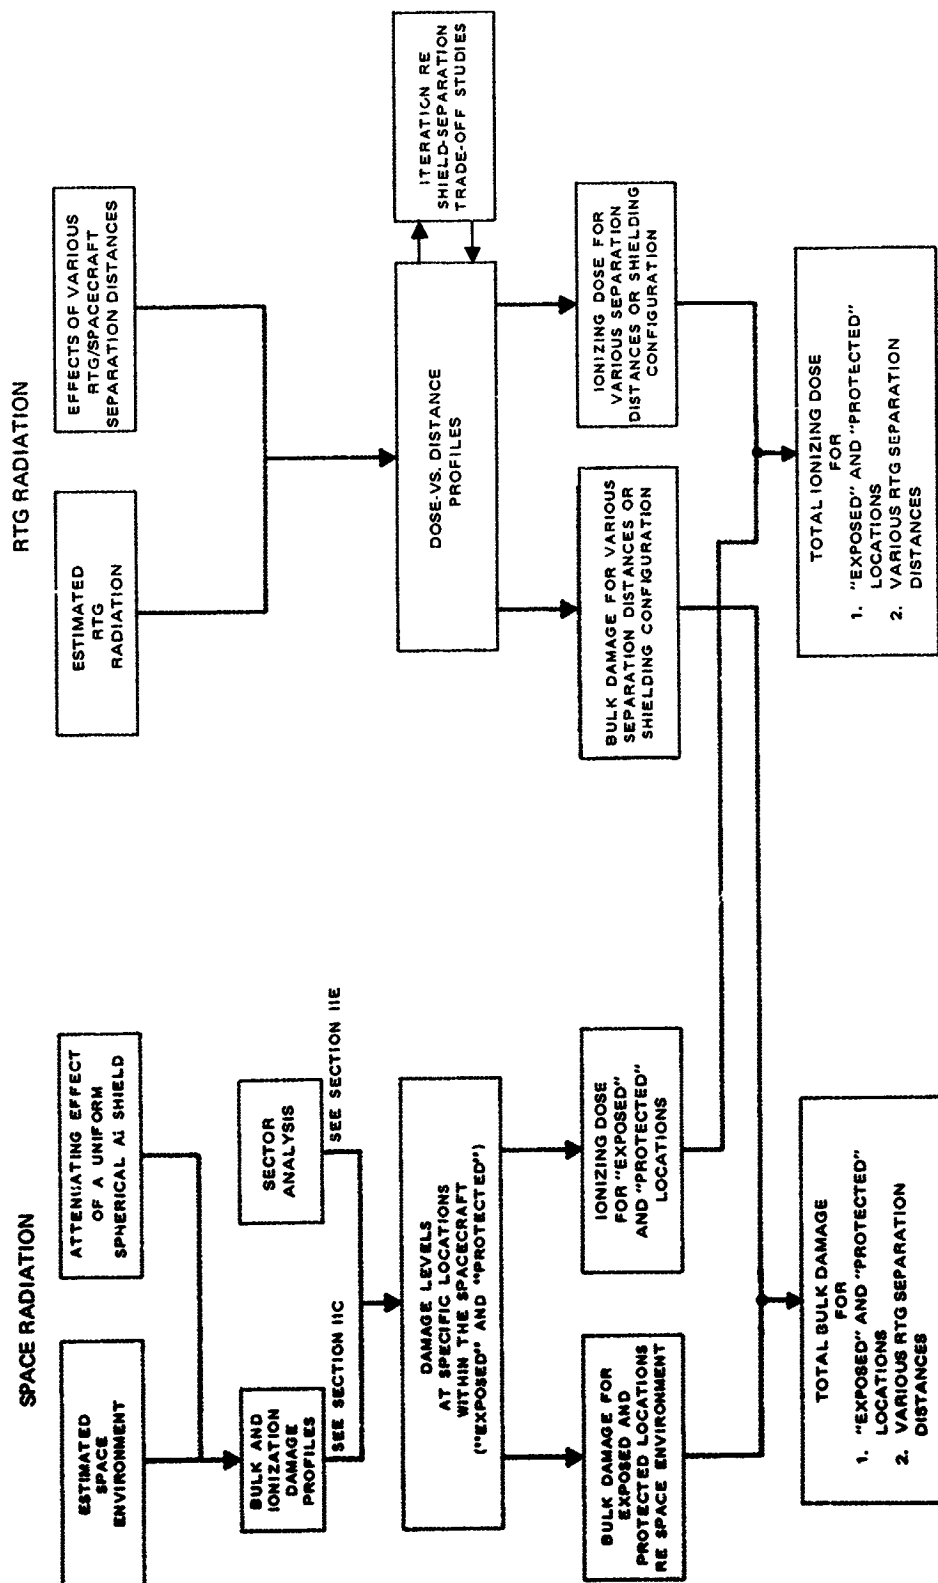 SPACE RADIATION
ESTIMATED
SPACE
ENVIRONMENT
ATTENUATING EFFECT
OF A UNIFORM
SPHERICAL Al SHIELD
BULK AND
IONIZATION
DAMAGE
PROFILES
SECTOR
ANALYSIS
SEE SECTION IIC
SEE SECTION IIE
DAMAGE LEVELS
AT SPECIFIC LOCATIONS
WITHIN THE SPACECRAFT
("EXPOSED" AND "PROTECTED")
BULK DAMAGE FOR
EXPOSED AND
PROTECTED LOCATIONS
RE SPACE ENVIRONMENT
IONIZING DOSE
FOR "EXPOSED"
AND "PROTECTED"
LOCATIONS
TOTAL BULK DAMAGE
FOR
1. "EXPOSED" AND "PROTECTED"
LOCATIONS
2. VARIOUS RTG SEPARATION
DISTANCES
RTG RADIATION
ESTIMATED
RTG
RADIATION
EFFECTS OF VARIOUS
RTG/SPACECRAFT
SEPARATION DISTANCES
DOSE-VS. DISTANCE
PROFILES
ITERATION RE
SHIELD-SEPARATION
TRADE-OFF STUDIES
BULK DAMAGE FOR VARIOUS
SEPARATION DISTANCES OR
SHIELDING CONFIGURATION
IONIZING DOSE FOR
VARIOUS SEPARATION
DISTANCES OR SHIELDING
CONFIGURATION
TOTAL IONIZING DOSE
FOR
1. "EXPOSED" AND "PROTECTED"
LOCATIONS
2. VARIOUS RTG SEPARATION
DISTANCES